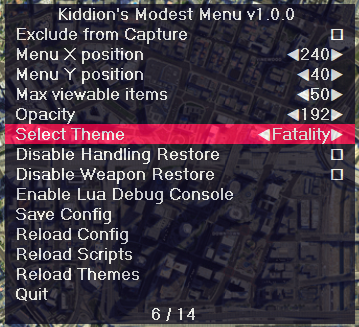 Kiddion's Modest Menu v1.0.0
Exclude from Capture
Menu X position ◀240▶
Menu Y position ◀40▶
Max viewable items ◀50▶
Opacity ◀192▶
Select Theme ◀Fatality▶
Disable Handling Restore
Disable Weapon Restore
Enable Lua Debug Console
Save Config
Reload Config
Reload Scripts
Reload Themes
Quit
6 / 14